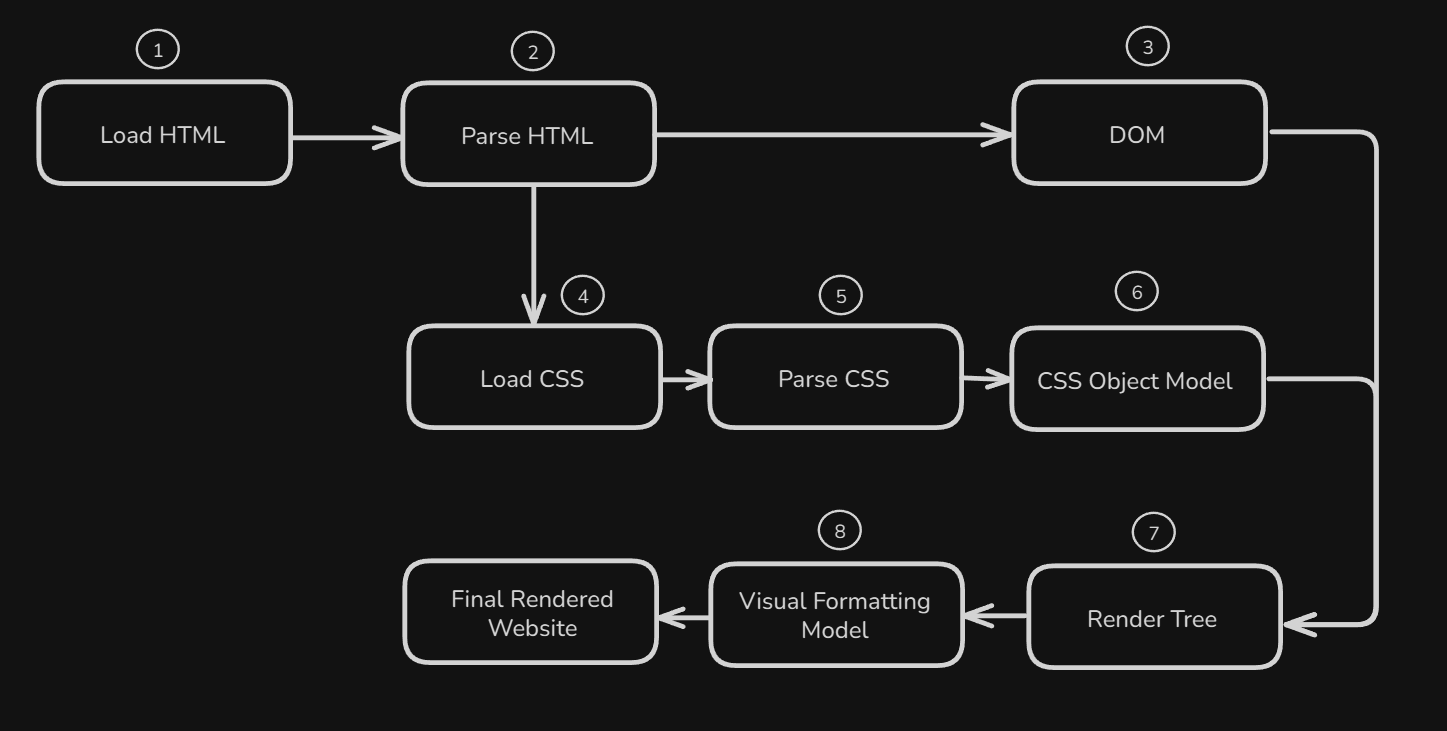 1
2
3
Load HTML
Parse HTML
DOM
4
5
6
Load CSS
Parse CSS
CSS Object Model
8
7
Final Rendered
Website
Visual Formatting
Model
Render Tree